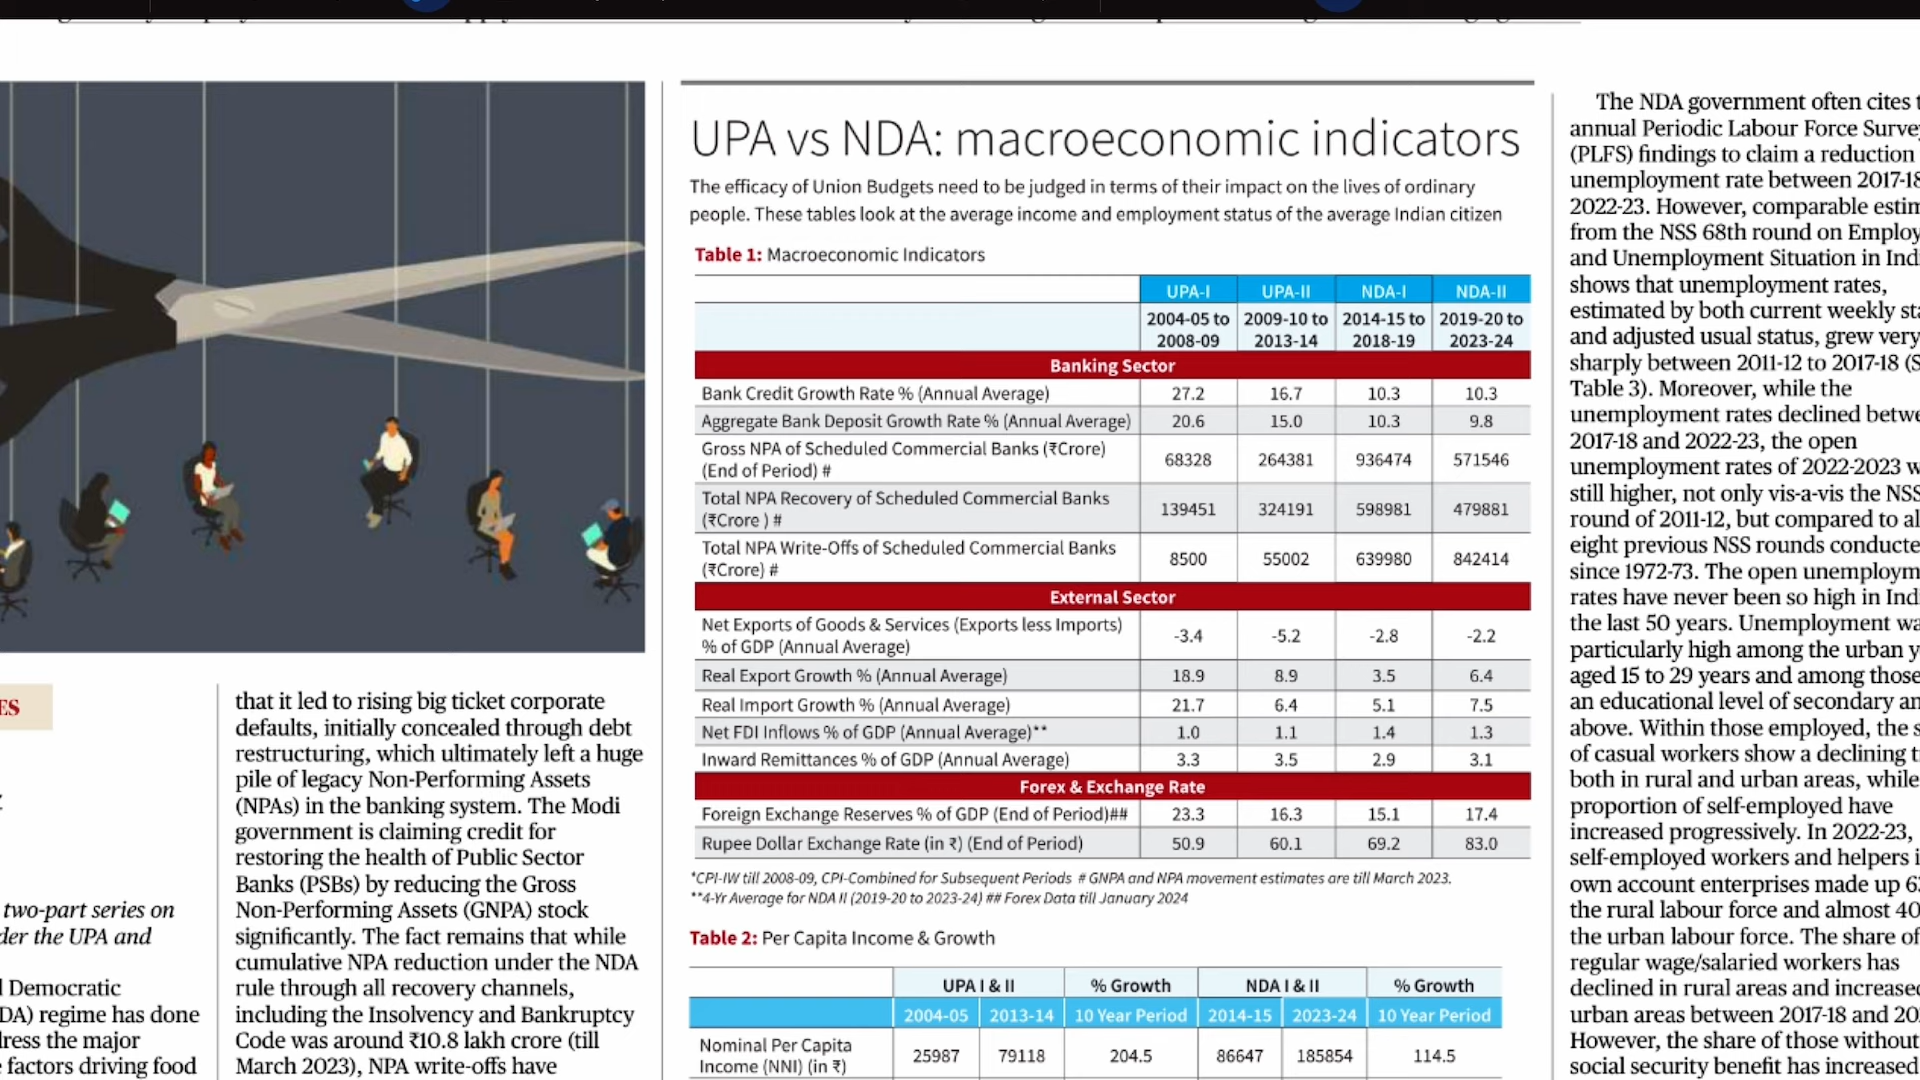 ES
two-part series on
der the UPA and
Democratic
DA) regime has done
dress the major
factors driving food
that it led to rising big ticket corporate
defaults, initially concealed through debt
restructuring, which ultimately left a huge
pile of legacy Non-Performing Assets
(NPAs) in the banking system. The Modi
government is claiming credit for
restoring the health of Public Sector
Banks (PSBs) by reducing the Gross
Non-Performing Assets (GNPA) stock
significantly. The fact remains that while
cumulative NPA reduction under the NDA
rule through all recovery channels,
including the Insolvency and Bankruptcy
Code was around ₹10.8 lakh crore (till
March 2023), NPA write-offs have
UPA vs NDA: macroeconomic indicators
The efficacy of Union Budgets need to be judged in terms of their impact on the lives of ordinary
people. These tables look at the average income and employment status of the average Indian citizen
Table 1: Macroeconomic Indicators
UPA-I UPA-II NDA-I NDA-II
2004-05 to 2009-10 to 2014-15 to 2019-20 to
2008-09 2013-14 2018-19 2023-24
Banking Sector
Bank Credit Growth Rate % (Annual Average) 27.2 16.7 10.3 10.3
Aggregate Bank Deposit Growth Rate % (Annual Average) 20.6 15.0 10.3 9.8
Gross NPA of Scheduled Commercial Banks (₹Crore)
(End of Period) # 68328 264381 936474 571546
Total NPA Recovery of Scheduled Commercial Banks
(₹Crore ) # 139451 324191 598981 479881
Total NPA Write-Offs of Scheduled Commercial Banks
(₹Crore) # 8500 55002 639980 842414
External Sector
Net Exports of Goods & Services (Exports less Imports)
% of GDP (Annual Average) -3.4 -5.2 -2.8 -2.2
Real Export Growth % (Annual Average) 18.9 8.9 3.5 6.4
Real Import Growth % (Annual Average) 21.7 6.4 5.1 7.5
Net FDI Inflows % of GDP (Annual Average)** 1.0 1.1 1.4 1.3
Inward Remittances % of GDP (Annual Average) 3.3 3.5 2.9 3.1
Forex & Exchange Rate
Foreign Exchange Reserves % of GDP (End of Period)## 23.3 16.3 15.1 17.4
Rupee Dollar Exchange Rate (in ₹) (End of Period) 50.9 60.1 69.2 83.0
*CPI-IW till 2008-09, CPI-Combined for Subsequent Periods # GNPA and NPA movement estimates are till March 2023.
**4-Yr Average for NDA II (2019-20 to 2023-24) ## Forex Data till January 2024
Table 2: Per Capita Income & Growth
UPA I & II % Growth NDA I & II % Growth
2004-05 2013-14 10 Year Period 2014-15 2023-24 10 Year Period
Nominal Per Capita
Income (NNI) (in ₹) 25987 79118 204.5 86647 185854 114.5
The NDA government often cites t
annual Periodic Labour Force Survey
(PLFS) findings to claim a reduction
unemployment rate between 2017-18
2022-23. However, comparable estim
from the NSS 68th round on Employ
and Unemployment Situation in Indi
shows that unemployment rates,
estimated by both current weekly sta
and adjusted usual status, grew very
sharply between 2011-12 to 2017-18 (S
Table 3). Moreover, while the
unemployment rates declined betwe
2017-18 and 2022-23, the open
unemployment rates of 2022-2023 w
still higher, not only vis-a-vis the NSS
round of 2011-12, but compared to al
eight previous NSS rounds conducte
since 1972-73. The open unemploym
rates have never been so high in Indi
the last 50 years. Unemployment wa
particularly high among the urban y
aged 15 to 29 years and among those
an educational level of secondary an
above. Within those employed, the s
of casual workers show a declining t
both in rural and urban areas, while
proportion of self-employed have
increased progressively. In 2022-23,
self-employed workers and helpers i
own account enterprises made up 6
the rural labour force and almost 40
the urban labour force. The share of
regular wage/salaried workers has
declined in rural areas and increased
urban areas between 2017-18 and 20
However, the share of those without
social security benefit has increased